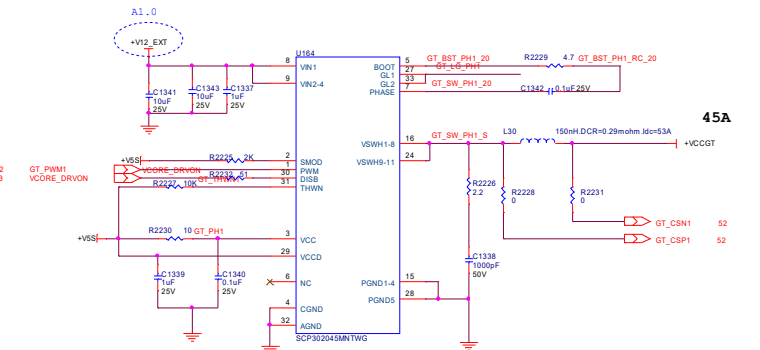 A1.0
+V12_EXT
U164
8
VIN1
9
VIN2-4
C1341
10uF
25V
C1343
10uF
25V
C1337
1uF
25V
BOOT
5
GL1
27
GL2
33
PHASE
7
GT_BST_PH1_20
GT_LG_PH1
GT_SW_PH1_20
R2229
4.7
GT_BST_PH1_RC_20
C1342
0.1uF
25V
45A
VSWH1-8
16
VSWH9-11
24
GT_SW_PH1_S
L30
150nH.DCR=0.29mohm.Idc=53A
+VCCGT
+V5S
R2225
2K
2
SMOD
GT_PWM1
1
PWM
VCORE_DRVON
VCORE_DRVON
R2232
51
30
DISB
R2237
10K
31
THWN
R2226
2.2
R2228
0
R2231
0
GT_CSN1
52
GT_CSP1
52
+V5S
R2230
10
GT_PH1
3
VCC
29
VCCD
C1339
1uF
25V
C1340
0.1uF
25V
6
NC
4
CGND
32
AGND
C1338
1000pF
50V
PGND1-4
15
PGND5
28
SCP302045MNTWG